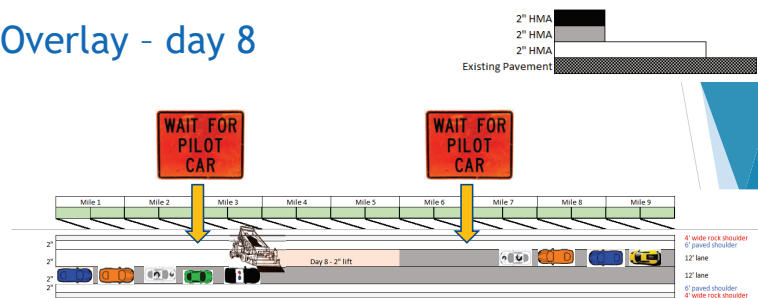 Overlay – day 8
2" HMA
2" HMA
2" HMA
Existing Pavement
WAIT FOR
PILOT
CAR
WAIT FOR
PILOT
CAR
Mile 1 Mile 2 Mile 3 Mile 4 Mile 5 Mile 6 Mile 7 Mile 8 Mile 9
4' wide rock shoulder
6' paved shoulder
2"
2" Day 8 - 2" lift 12' lane
2" 12' lane
2" 6' paved shoulder
4' wide rock shoulder